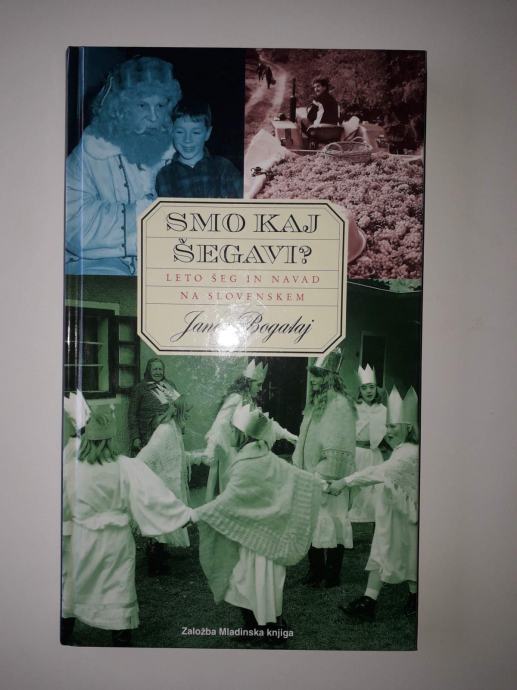 SMO KAJ
ŠEGAVI?
LETO ŠEG IN NAVAD
NA SLOVENSKEM
Janez Bogataj
Založba Mladinska knjiga